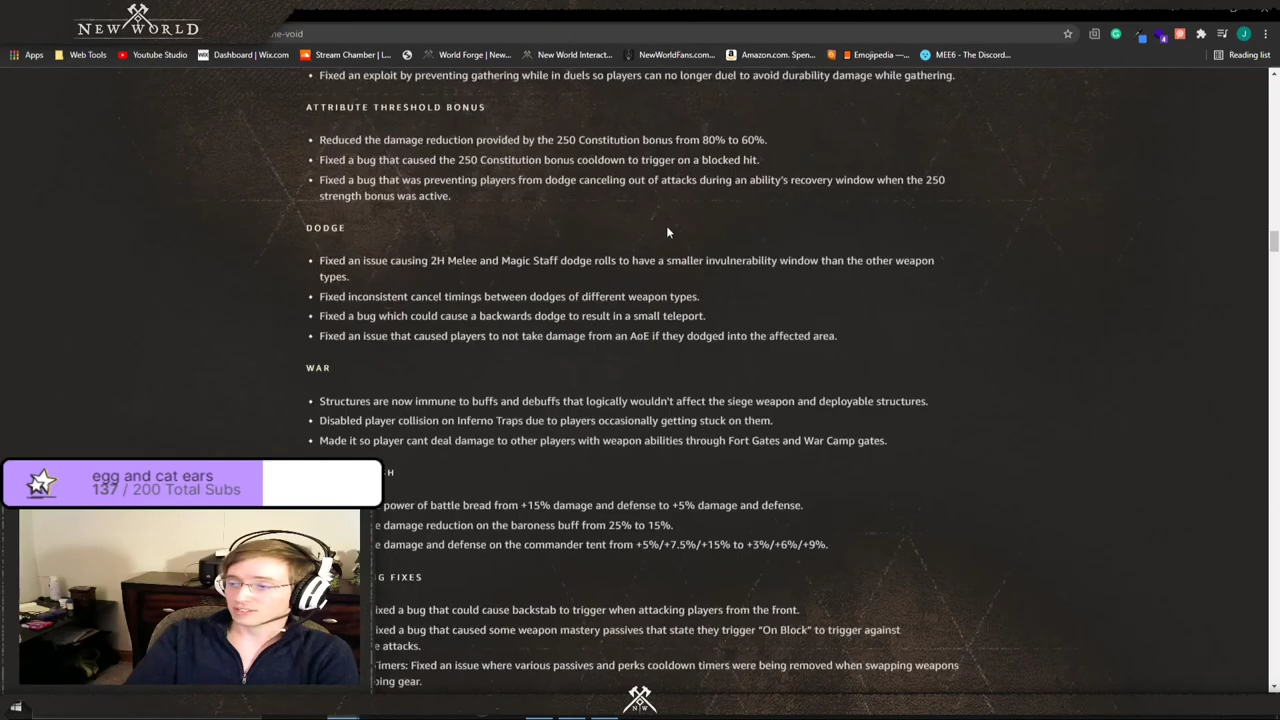 NEW WORLD
ne-void
Apps
Web Tools
Youtube Studio
Dashboard | Wix.com
Stream Chamber | L...
World Forge | New...
New World Interact...
NewWorldFans.com...
Amazon.com. Spen...
Emojipedia —...
MEE6 - The Discord...
Reading list
• Fixed an exploit by preventing gathering while in duels so players can no longer duel to avoid durability damage while gathering.
ATTRIBUTE THRESHOLD BONUS
• Reduced the damage reduction provided by the 250 Constitution bonus from 80% to 60%.
• Fixed a bug that caused the 250 Constitution bonus cooldown to trigger on a blocked hit.
• Fixed a bug that was preventing players from dodge canceling out of attacks during an ability's recovery window when the 250
strength bonus was active.
DODGE
• Fixed an issue causing 2H Melee and Magic Staff dodge rolls to have a smaller invulnerability window than the other weapon
types.
• Fixed inconsistent cancel timings between dodges of different weapon types.
• Fixed a bug which could cause a backwards dodge to result in a small teleport.
• Fixed an issue that caused players to not take damage from an AoE if they dodged into the affected area.
WAR
• Structures are now immune to buffs and debuffs that logically wouldn't affect the siege weapon and deployable structures.
• Disabled player collision on Inferno Traps due to players occasionally getting stuck on them.
• Made it so player cant deal damage to other players with weapon abilities through Fort Gates and War Camp gates.
egg and cat ears
137 / 200 Total Subs
H
power of battle bread from +15% damage and defense to +5% damage and defense.
e damage reduction on the baroness buff from 25% to 15%.
e damage and defense on the commander tent from +5%/+7.5%/+15% to +3%/+6%/+9%.
G FIXES
ixed a bug that could cause backstab to trigger when attacking players from the front.
ixed a bug that caused some weapon mastery passives that state they trigger "On Block" to trigger against
e attacks.
Timers: Fixed an issue where various passives and perks cooldown timers were being removed when swapping weapons
ping gear.
N W